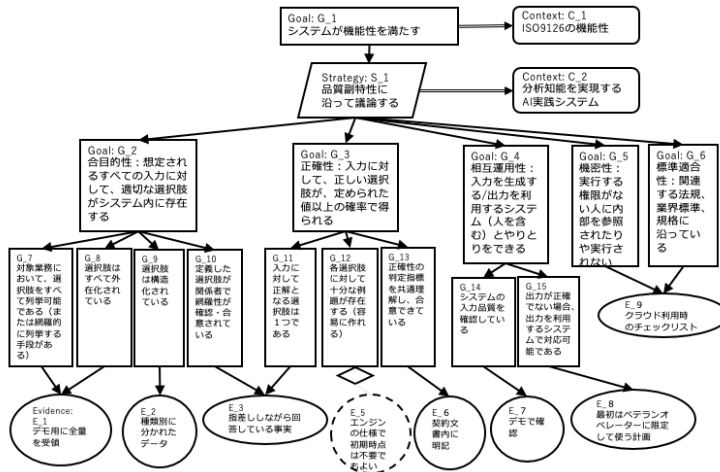 Goal: G_1
システムが機能性を満たす
Context: C_1
ISO9126の機能性
Strategy: S_1
品質副特性に
沿って議論する
Context: C_2
分析知能を実現する
AI実践システム
Goal: G_2
合目的性：想定され
るすべての入力に
対して、適切な選択肢
がシステム内に存在
する
Goal: G_3
正確性：入力に
対して、正しい選択
肢が、定められた
値以上の確率で得
られる
Goal: G_4
相互運用性：
入力を生成す
る/出力を利
用するシステ
ム（人を含
む）とやりと
りをできる
Goal: G_5
機密性：
実行する
権限がな
い人に内
部を参照
されたり
や実行さ
れない
Goal: G_6
標準適合
性：関連す
る法規、
業界標準、
規格に
沿ってい
る
G_7
対象業務に
おいて、選
択肢をすべ
て列挙可能
である（また
は網羅的
に列挙する
手段があ
る）
G_8
選択肢は
すべて外
在化され
ている
G_9
選択肢
は構造
化され
ている
G_10
定義した
選択肢が
関係者で
網羅性が
確認・合
意されて
いる
G_11
入力に対
して正解と
なる選択
肢は
１つであ
る
G_12
各選択肢
に対して十
分な例
題が存在
する（容
易に作れ
る）
G_13
正確性の
判定指標
を共通理
解し、合
意できて
いる
G_14
システムの
入力品質を
確認してい
る
G_15
出力が正確
でない場合、
出力を利用
するシステ
ムで対応可
能である
E_9
クラウド利用時
のチェックリスト
Evidence:
E_1
デモ用に全量
を受領
E_2
種類別に
分かれた
データ
E_3
指差ししながら回
答している事実
E_5
エンジン
の仕様で
初期時点
は不要で
もよい
E_6
契約文
書内に
明記
E_7
デモで確
認
E_8
最初はベテランオ
ペレーターに限定
して使う計画